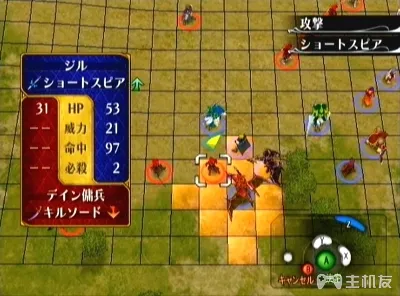 攻撃
ショートスピア
ジル
ショートスピア
31 HP 53
-- 威力 21
-- 命中 97
-- 必殺 2
デイン傭兵
キルソード
Z
Y
X
A
B
キャンセル
主机友